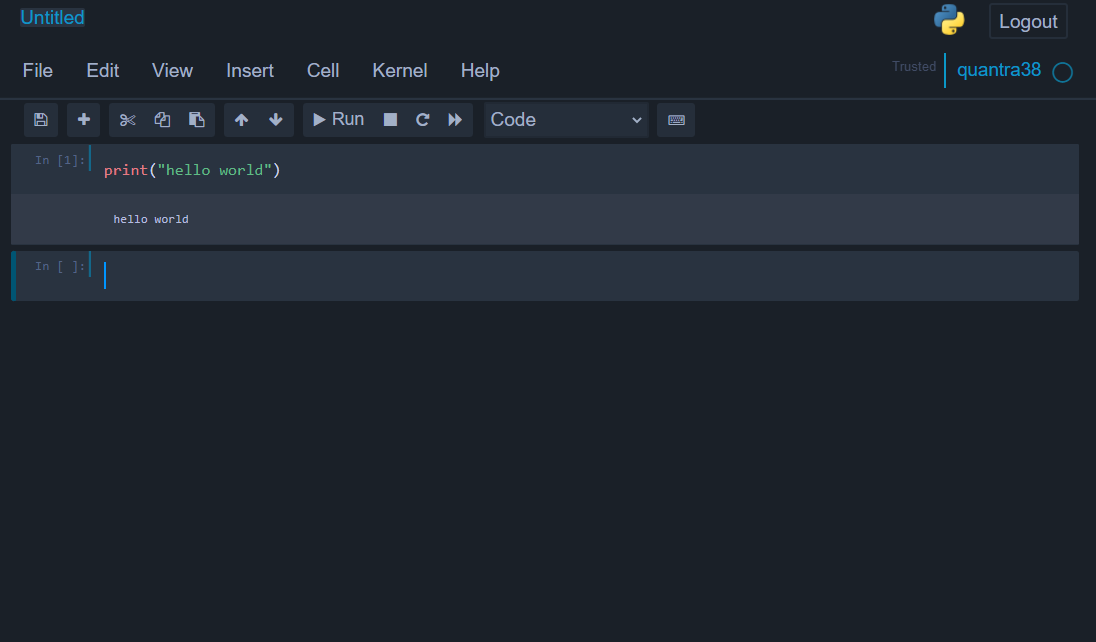 Untitled
Logout
File Edit View Insert Cell Kernel Help
Trusted quantra38
Run Code
In [1]: print("hello world")
hello world
In [ ]: